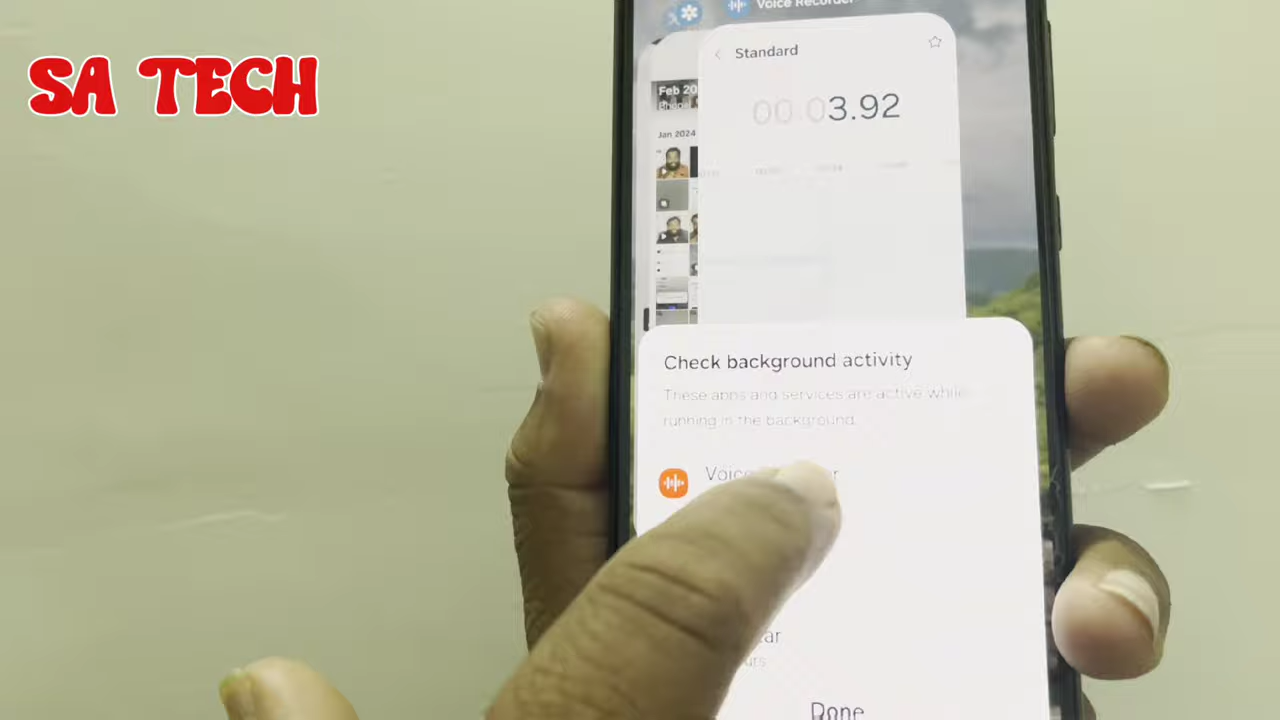 SA TECH
Voice Recorder
Standard
00:03.92
Feb 20
Jan 2024
Check background activity
These apps and services are active while
running in the background.
Voice
Done